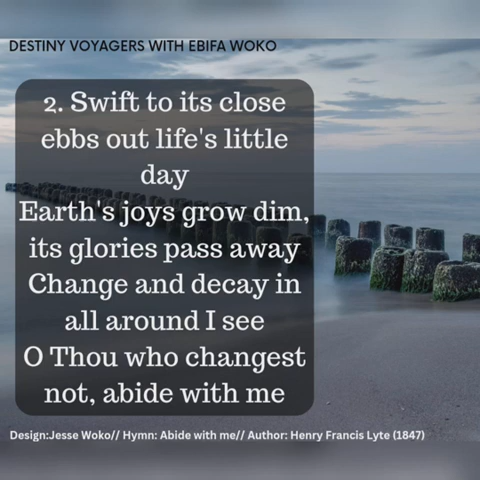 DESTINY VOYAGERS WITH EBIFA WOKO
2. Swift to its close
ebbs out life's little
day
Earth's joys grow dim,
its glories pass away
Change and decay in
all around I see
O Thou who changest
not, abide with me
Design:Jesse Woko// Hymn: Abide with me// Author: Henry Francis Lyte (1847)